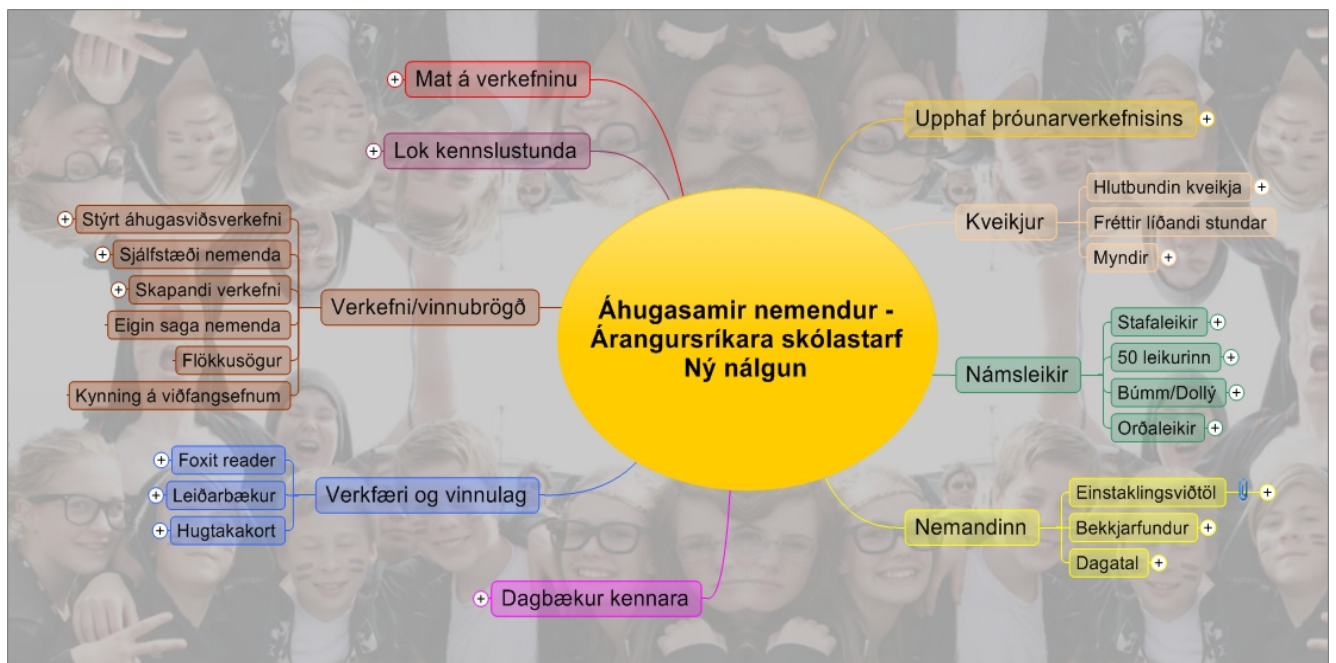 Áhugasamir nemendur -
Árangursríkara skólastarf
Ný nálgun
Upphaf þróunarverkefnisins
Kveikjur
Hlutbundin kveikja
Fréttir líðandi stundar
Myndir
Námsleikir
Stafaleikir
50 leikurinn
Búmm/Dollý
Orðaleikir
Nemandinn
Einstaklingsviðtöl
Bekkjarfundur
Dagatal
Dagbækur kennara
Verkfæri og vinnulag
Foxit reader
Leiðarbækur
Hugtakakort
Verkefni/vinnubrögð
Stýrt áhugasviðsverkefni
Sjálfstæði nemenda
Skapandi verkefni
Eigin saga nemenda
Flökkusögur
Kynning á viðfangsefnum
Lok kennslustunda
Mat á verkefninu